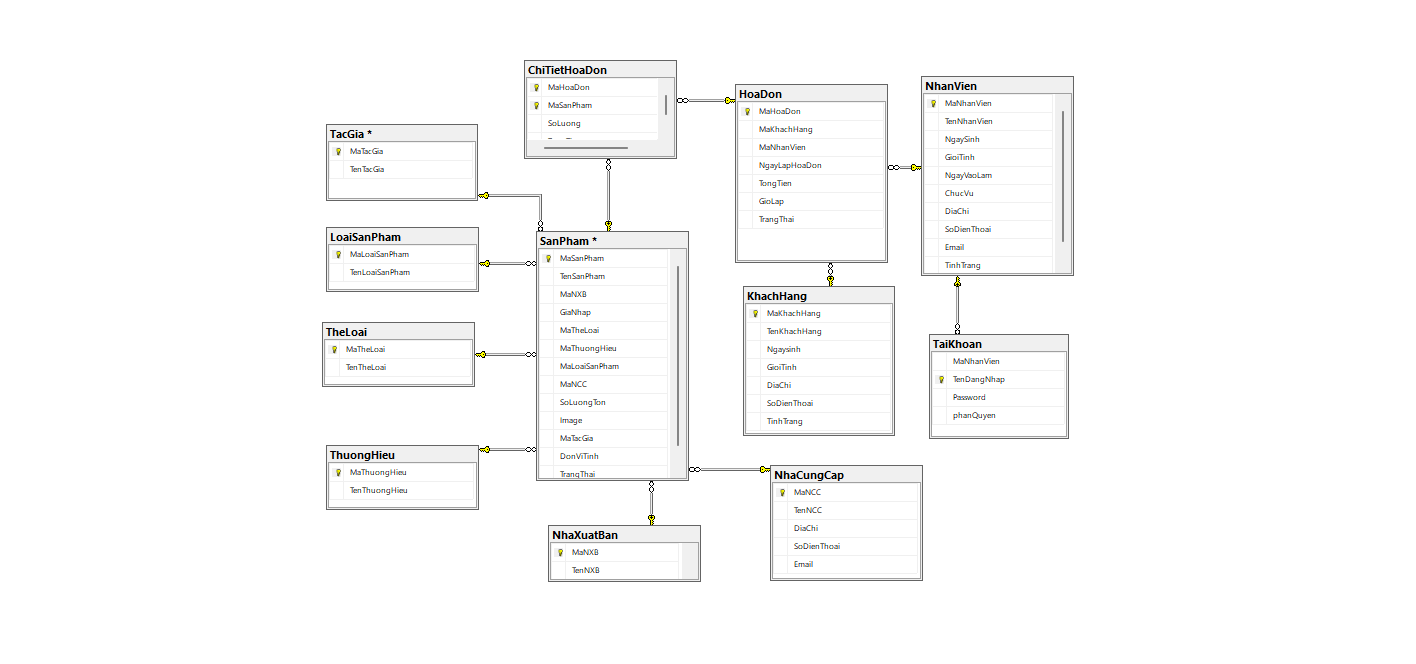 ChiTietHoaDon
MaHoaDon
MaSanPham
SoLuong
HoaDon
MaHoaDon
MaKhachHang
MaNhanVien
NgayLapHoaDon
TongTien
GioLap
TrangThai
NhanVien
MaNhanVien
TenNhanVien
NgaySinh
GioiTinh
NgayVaoLam
ChucVu
DiaChi
SoDienThoai
Email
TinhTrang
TacGia *
MaTacGia
TenTacGia
LoaiSanPham
MaLoaiSanPham
TenLoaiSanPham
SanPham *
MaSanPham
TenSanPham
MaNXB
GiaNhap
MaTheLoai
MaThuongHieu
MaLoaiSanPham
MaNCC
SoLuongTon
Image
MaTacGia
DonViTinh
TrangThai
KhachHang
MaKhachHang
TenKhachHang
Ngaysinh
GioiTinh
DiaChi
SoDienThoai
TinhTrang
TheLoai
MaTheLoai
TenTheLoai
TaiKhoan
MaNhanVien
TenDangNhap
Password
phanQuyen
ThuongHieu
MaThuongHieu
TenThuongHieu
NhaCungCap
MaNCC
TenNCC
DiaChi
SoDienThoai
Email
NhaXuatBan
MaNXB
TenNXB